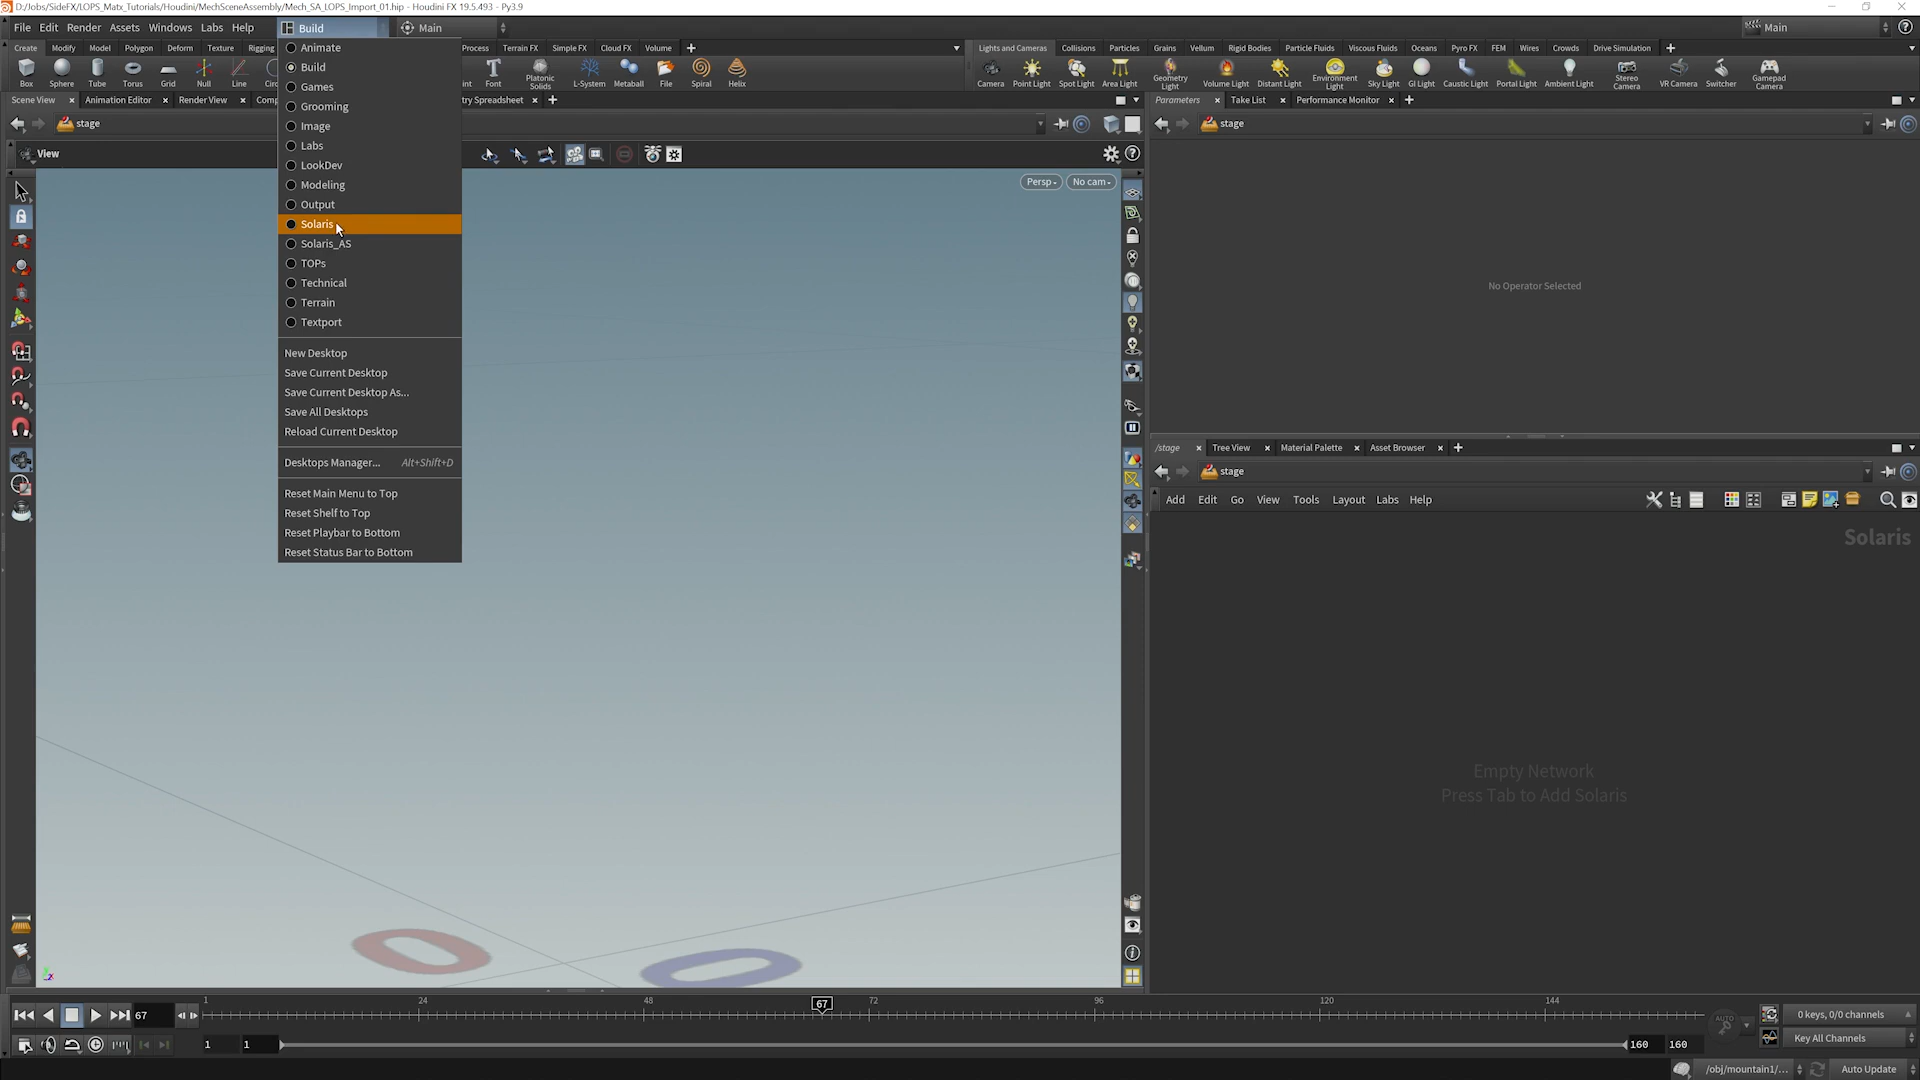 D:/Jobs/SideFX/LOPS_Matx_Tutorials/Houdini/MechSceneAssembly/Mech_SA_LOPS_Import_01.hip - Houdini FX 19.5.493 - Py3.9
File Edit Render Assets Windows Labs Help Build Main Main
Create Modify Model Polygon Deform Texture Rigging Process Terrain FX Simple FX Cloud FX Volume Lights and Cameras Collisions Particles Grains Vellum Rigid Bodies Particle Fluids Viscous Fluids Oceans Pyro FX FEM Wires Crowds Drive Simulation
Box Sphere Tube Torus Grid Null Line Font Platonic Solids L-System Metaball File Spiral Helix Camera Point Light Spot Light Area Light Geometry Light Volume Light Distant Light Environment Light Sky Light GI Light Caustic Light Portal Light Ambient Light Stereo Camera VR Camera Switcher Gamepad Camera
Scene View Animation Editor Render View try Spreadsheet Parameters Take List Performance Monitor
stage stage
View
Persp No cam
Animate
Build
Games
Grooming
Image
Labs
LookDev
Modeling
Output
Solaris
Solaris_AS
TOPs
Technical
Terrain
Textport
New Desktop
Save Current Desktop
Save Current Desktop As...
Save All Desktops
Reload Current Desktop
Desktops Manager... Alt+Shift+D
Reset Main Menu to Top
Reset Shelf to Top
Reset Playbar to Bottom
Reset Status Bar to Bottom
No Operator Selected
/stage Tree View Material Palette Asset Browser
stage
Add Edit Go View Tools Layout Labs Help
Solaris
Empty Network
Press Tab to Add Solaris
0 0
1 24 48 67 72 96 120 144
67
0 keys, 0/0 channels
1 1 160 160
Key All Channels
AUTO
/obj/mountain1/... Auto Update